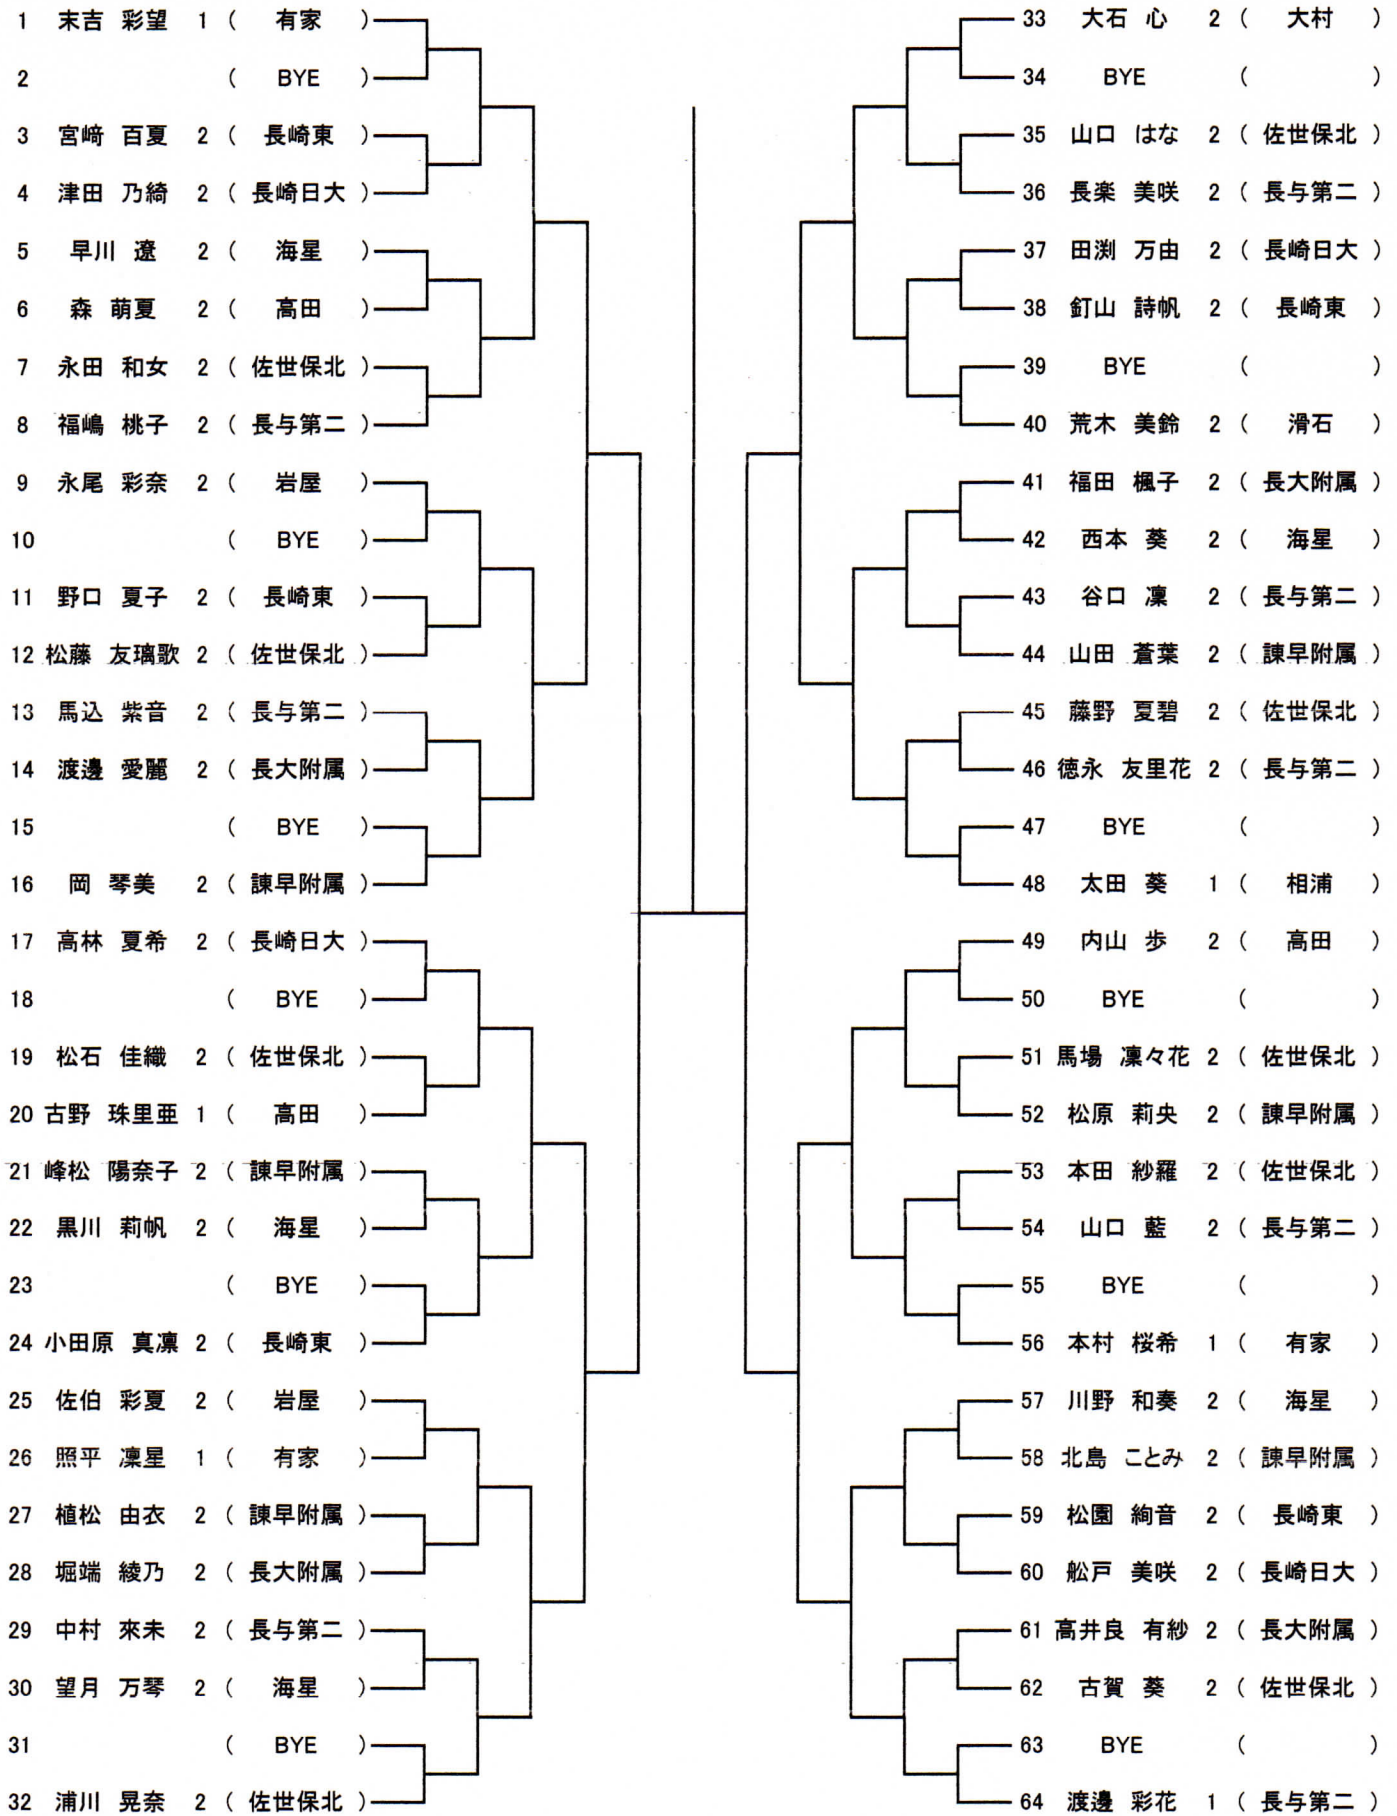 1 末吉 彩望 1 ( 有家 )
2 ( BYE )
3 宮﨑 百夏 2 ( 長崎東 )
4 津田 乃綺 2 ( 長崎日大 )
5 早川 遼 2 ( 海星 )
6 森 萌夏 2 ( 高田 )
7 永田 和女 2 ( 佐世保北 )
8 福嶋 桃子 2 ( 長与第二 )
9 永尾 彩奈 2 ( 岩屋 )
10 ( BYE )
11 野口 夏子 2 ( 長崎東 )
12 松藤 友璃歌 2 ( 佐世保北 )
13 馬込 紫音 2 ( 長与第二 )
14 渡邊 愛麗 2 ( 長大附属 )
15 ( BYE )
16 岡 琴美 2 ( 諫早附属 )
17 高林 夏希 2 ( 長崎日大 )
18 ( BYE )
19 松石 佳織 2 ( 佐世保北 )
20 古野 珠里亜 1 ( 高田 )
21 峰松 陽奈子 2 ( 諫早附属 )
22 黒川 莉帆 2 ( 海星 )
23 ( BYE )
24 小田原 真凛 2 ( 長崎東 )
25 佐伯 彩夏 2 ( 岩屋 )
26 照平 凜星 1 ( 有家 )
27 植松 由衣 2 ( 諫早附属 )
28 堀端 綾乃 2 ( 長大附属 )
29 中村 來未 2 ( 長与第二 )
30 望月 万琴 2 ( 海星 )
31 ( BYE )
32 浦川 晃奈 2 ( 佐世保北 )
33 大石 心 2 ( 大村 )
34 BYE ( )
35 山口 はな 2 ( 佐世保北 )
36 長楽 美咲 2 ( 長与第二 )
37 田渕 万由 2 ( 長崎日大 )
38 釘山 詩帆 2 ( 長崎東 )
39 BYE ( )
40 荒木 美鈴 2 ( 滑石 )
41 福田 楓子 2 ( 長大附属 )
42 西本 葵 2 ( 海星 )
43 谷口 凜 2 ( 長与第二 )
44 山田 蒼葉 2 ( 諫早附属 )
45 藤野 夏碧 2 ( 佐世保北 )
46 徳永 友里花 2 ( 長与第二 )
47 BYE ( )
48 太田 葵 1 ( 相浦 )
49 内山 歩 2 ( 高田 )
50 BYE ( )
51 馬場 凜々花 2 ( 佐世保北 )
52 松原 莉央 2 ( 諫早附属 )
53 本田 紗羅 2 ( 佐世保北 )
54 山口 藍 2 ( 長与第二 )
55 BYE ( )
56 本村 桜希 1 ( 有家 )
57 川野 和奏 2 ( 海星 )
58 北島 ことみ 2 ( 諫早附属 )
59 松園 絢音 2 ( 長崎東 )
60 舩戸 美咲 2 ( 長崎日大 )
61 高井良 有紗 2 ( 長大附属 )
62 古賀 葵 2 ( 佐世保北 )
63 BYE ( )
64 渡邊 彩花 1 ( 長与第二 )